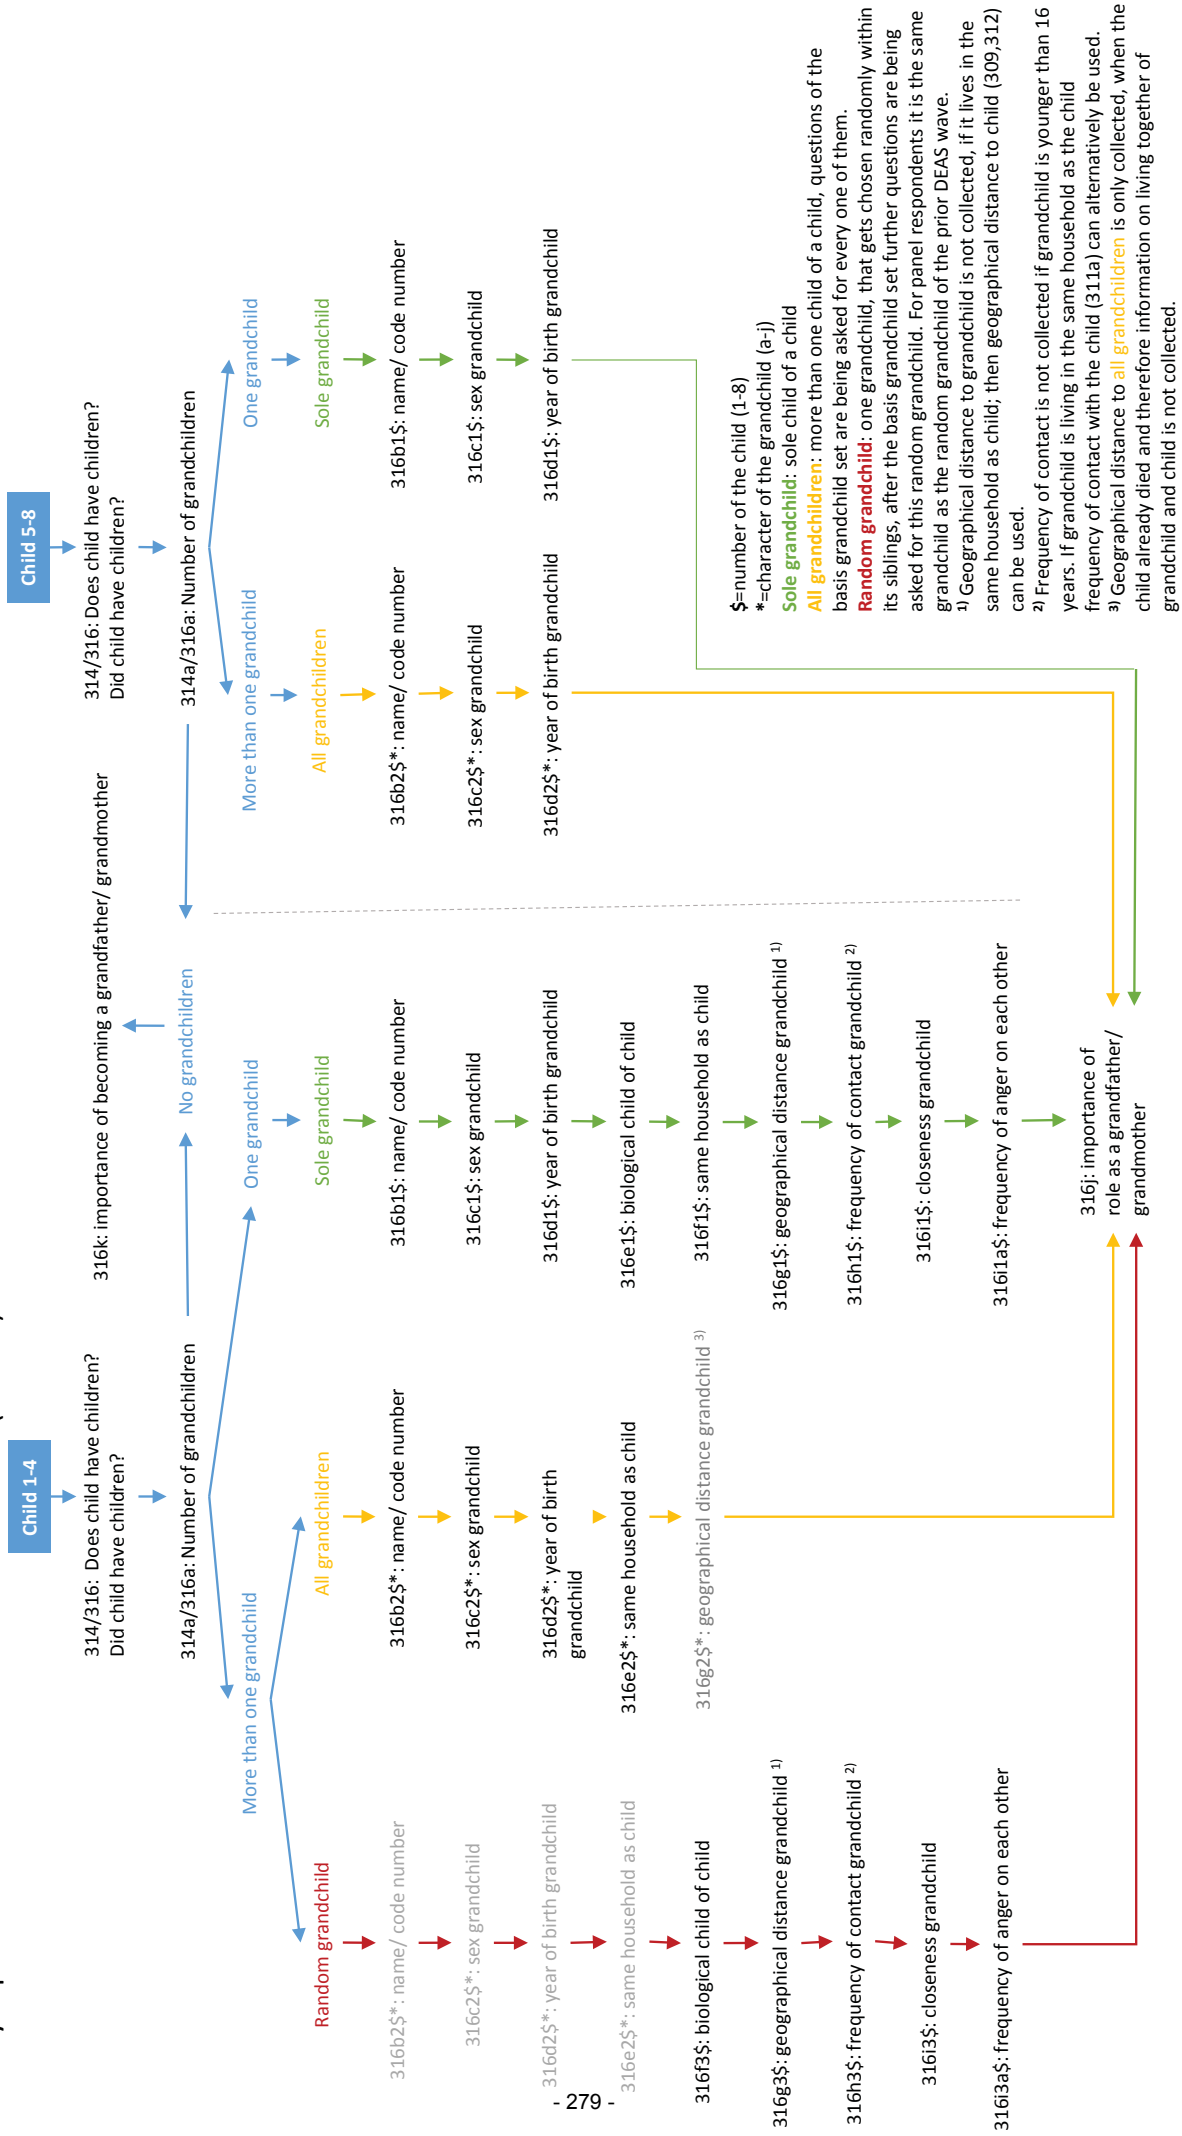 Child 1-4
314/316:  Does child have children?
Did child have children?
314a/316a: Number of grandchildren
More than one grandchild
Random grandchild
316b2$*: name/ code number
316c2$*: sex grandchild
316d2$*: year of birth grandchild
316e2$*: same household as child
316f3$: biological child of child
316g3$: geographical distance grandchild ¹⁾
316h3$: frequency of contact grandchild ²⁾
316i3$: closeness grandchild
316i3a$: frequency of anger on each other
All grandchildren
316b2$*: name/ code number
316c2$*: sex grandchild
316d2$*: year of birth
grandchild
316e2$*: same household as child
316g2$*: geographical distance grandchild ³⁾
One grandchild
Sole grandchild
316b1$: name/ code number
316c1$: sex grandchild
316d1$: year of birth grandchild
316e1$: biological child of child
316f1$: same household as child
316g1$: geographical distance grandchild ¹⁾
316h1$: frequency of contact grandchild ²⁾
316i1$: closeness grandchild
316i1a$: frequency of anger on each other
316j: importance of
role as a grandfather/
grandmother
316k: importance of becoming a grandfather/ grandmother
No grandchildren
Child 5-8
314/316: Does child have children?
Did child have children?
314a/316a: Number of grandchildren
More than one grandchild
All grandchildren
316b2$*: name/ code number
316c2$*: sex grandchild
316d2$*: year of birth grandchild
One grandchild
Sole grandchild
316b1$: name/ code number
316c1$: sex grandchild
316d1$: year of birth grandchild
$=number of the child (1-8)
*=character of the grandchild (a-j)
Sole grandchild: sole child of a child
All grandchildren: more than one child of a child, questions of the
basis grandchild set are being asked for every one of them.
Random grandchild: one grandchild, that gets chosen randomly within
its siblings, after the basis grandchild set further questions are being
asked for this random grandchild. For panel respondents it is the same
grandchild as the random grandchild of the prior DEAS wave.
¹⁾ Geographical distance to grandchild is not collected, if it lives in the
same household as child; then geographical distance to child (309,312)
can be used.
²⁾ Frequency of contact is not collected if grandchild is younger than 16
years. If grandchild is living in the same household as the child
frequency of contact with the child (311a) can alternatively be used.
³⁾ Geographical distance to all grandchildren is only collected, when the
child already died and therefore information on living together of
grandchild and child is not collected.
- 279 -